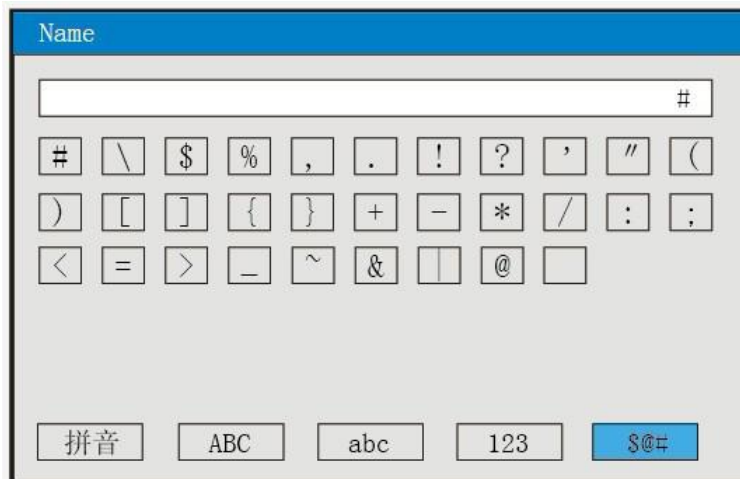 Name
#
# \ $ % , . ! ? ' " (
) [ ] { } + - * / : ;
< = > _ ~ & | @
拼音 ABC abc 123 $@#